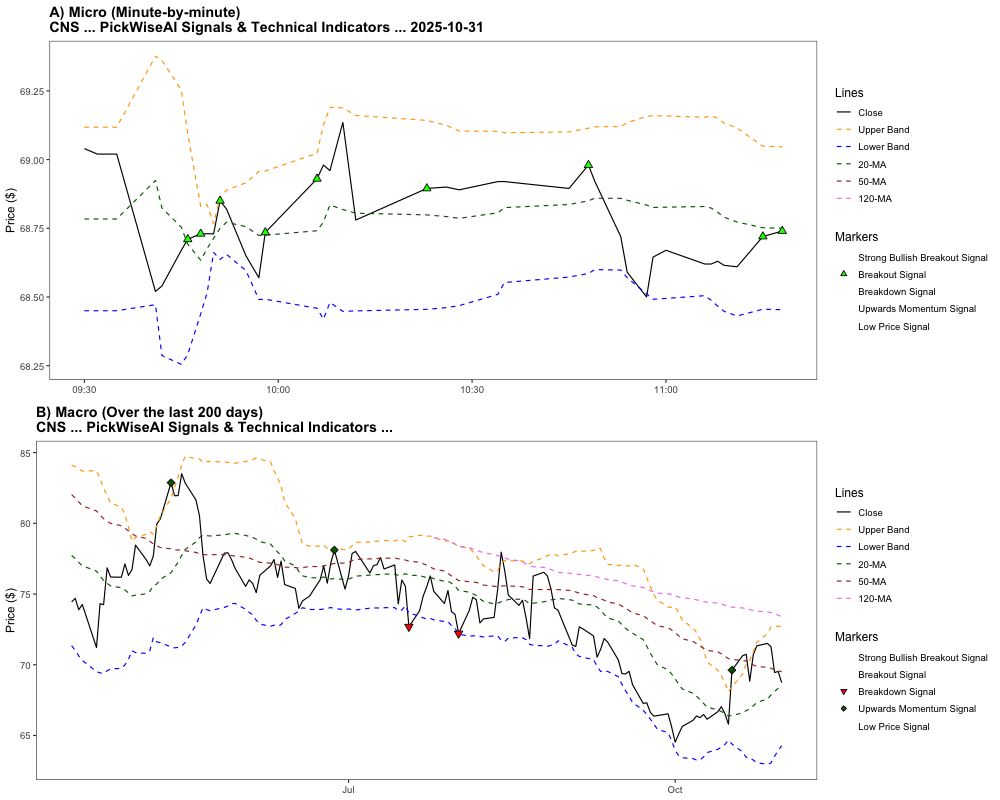 A) Micro (Minute-by-minute)
CNS ... PickWiseAI Signals & Technical Indicators ... 2025-10-31
Price ($)
69.25
69.00
68.75
68.50
68.25
09:30
10:00
10:30
11:00
Lines
Close
Upper Band
Lower Band
20-MA
50-MA
120-MA
Markers
Strong Bullish Breakout Signal
Breakout Signal
Breakdown Signal
Upwards Momentum Signal
Low Price Signal
B) Macro (Over the last 200 days)
CNS ... PickWiseAI Signals & Technical Indicators ...
Price ($)
85
80
75
70
65
Jul
Oct
Lines
Close
Upper Band
Lower Band
20-MA
50-MA
120-MA
Markers
Strong Bullish Breakout Signal
Breakout Signal
Breakdown Signal
Upwards Momentum Signal
Low Price Signal